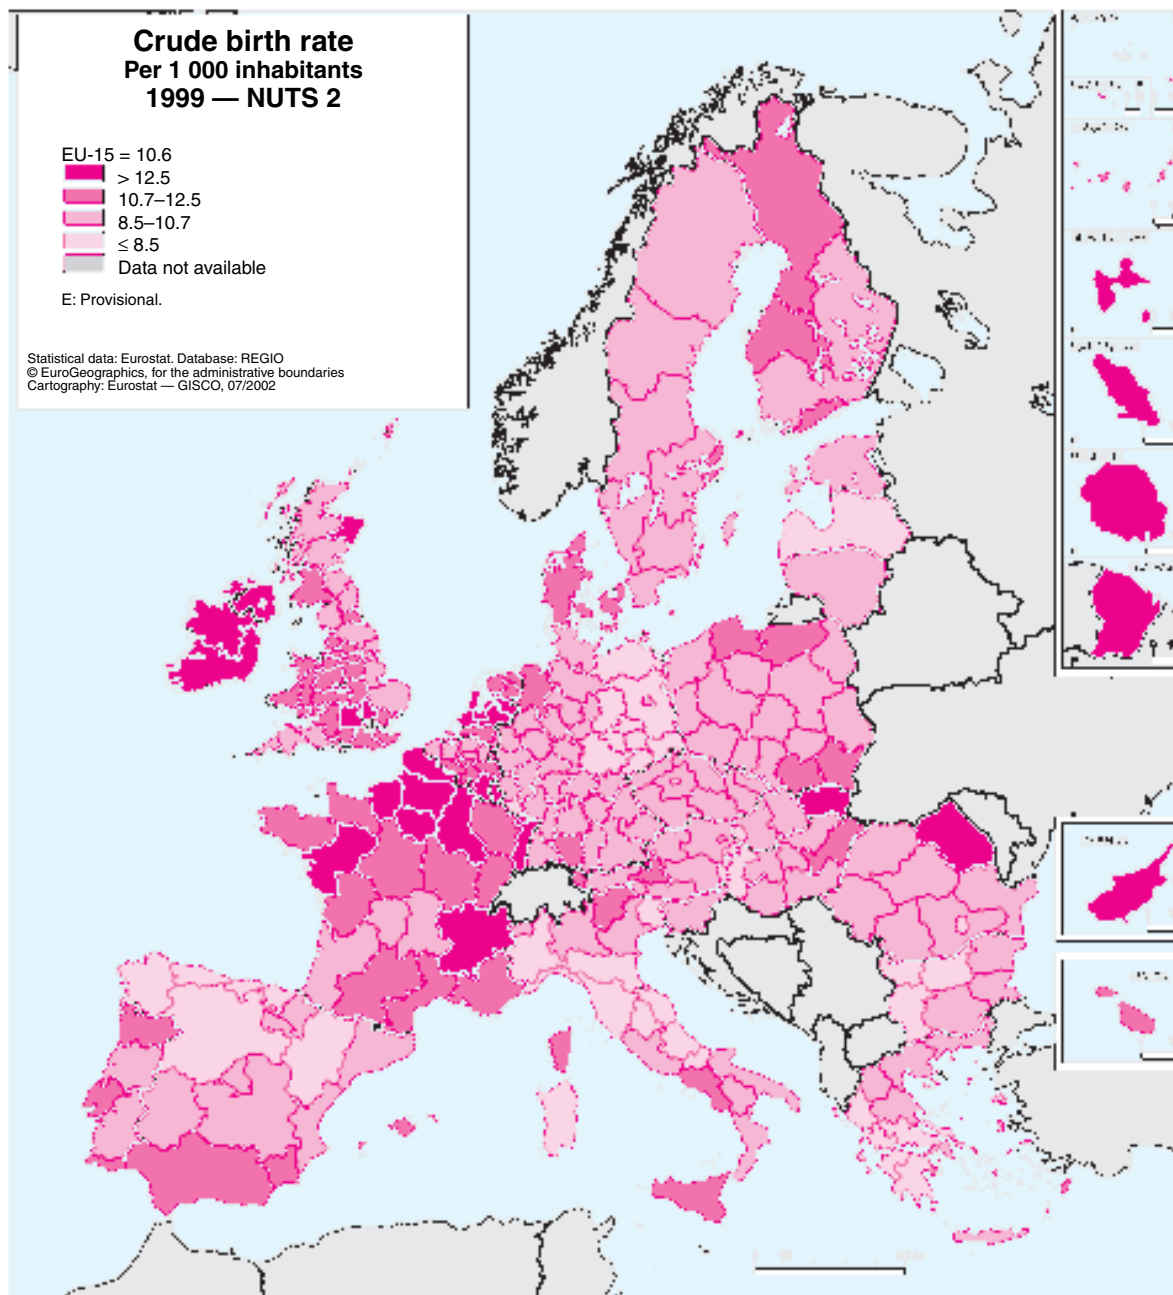 Crude birth rate
Per 1 000 inhabitants
1999 — NUTS 2
EU-15 = 10.6
> 12.5
10.7–12.5
8.5–10.7
≤ 8.5
Data not available
E: Provisional.
Statistical data: Eurostat. Database: REGIO
© EuroGeographics, for the administrative boundaries
Cartography: Eurostat — GISCO, 07/2002